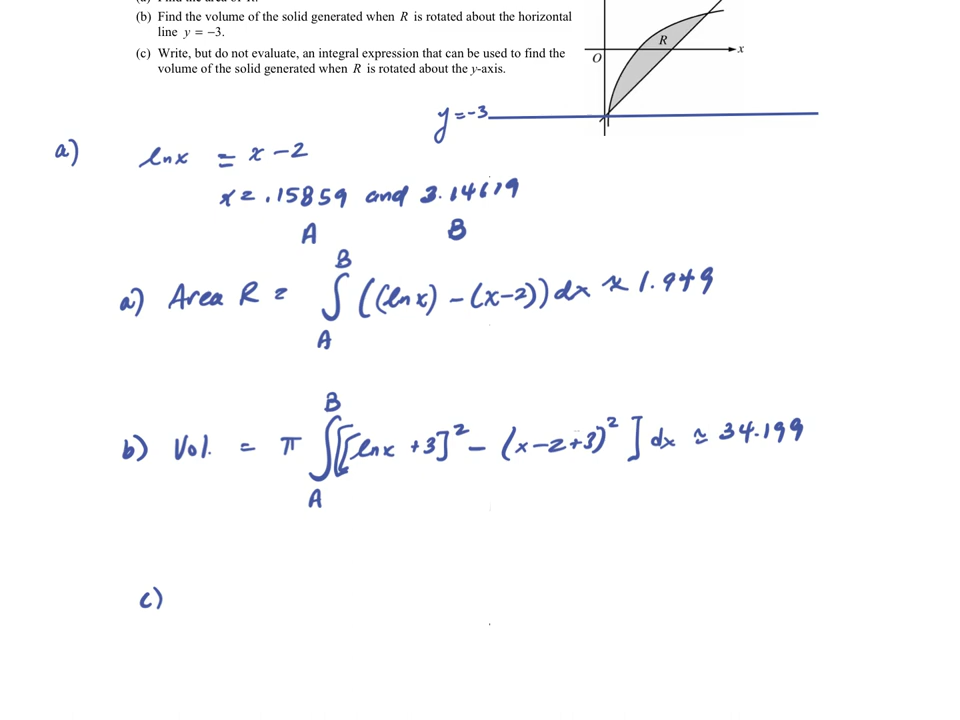 (b) Find the volume of the solid generated when R is rotated about the horizontal
line y = −3.
(c) Write, but do not evaluate, an integral expression that can be used to find the
volume of the solid generated when R is rotated about the y-axis.
R
x
O
y = -3
a) ln x = x - 2
x = .15859 and 3.14619
A B
B
a) Area R = ∫ ((ln x) - (x-2)) dx ≈ 1.949
A
B
b) Vol. = π ∫[[ln x + 3]² - (x-2+3)²] dx ≈ 34.199
A
c)